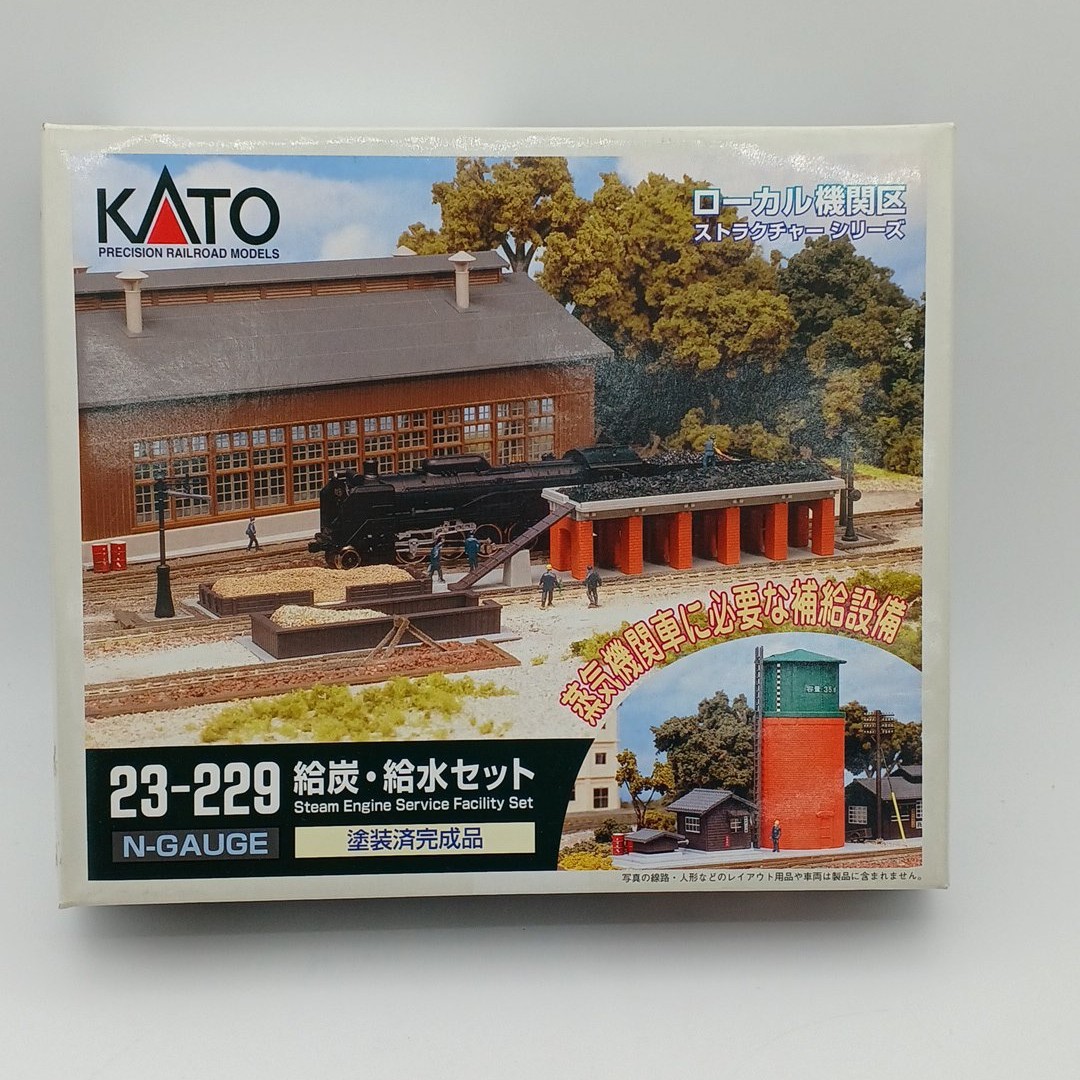 KATO
PRECISION RAILROAD MODELS
ローカル機関区
ストラクチャー シリーズ
蒸気機関車に必要な補給設備
容量 35
23-229 給炭・給水セット
Steam Engine Service Facility Set
N-GAUGE
塗装済完成品
写真の線路・人形などのレイアウト用品や車両は製品に含まれません。